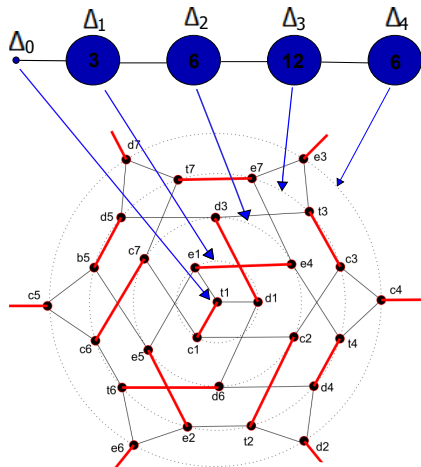 Δ0 Δ1 Δ2 Δ3 Δ4
3 6 12 6
d7 e3
t7 e7
d5 d3 t3
b5 c7 e1 e4 c3
c5 t1 d1 c4
c6 e5 c1 c2 t4
t6 d6 d4
e6 e2 t2 d2